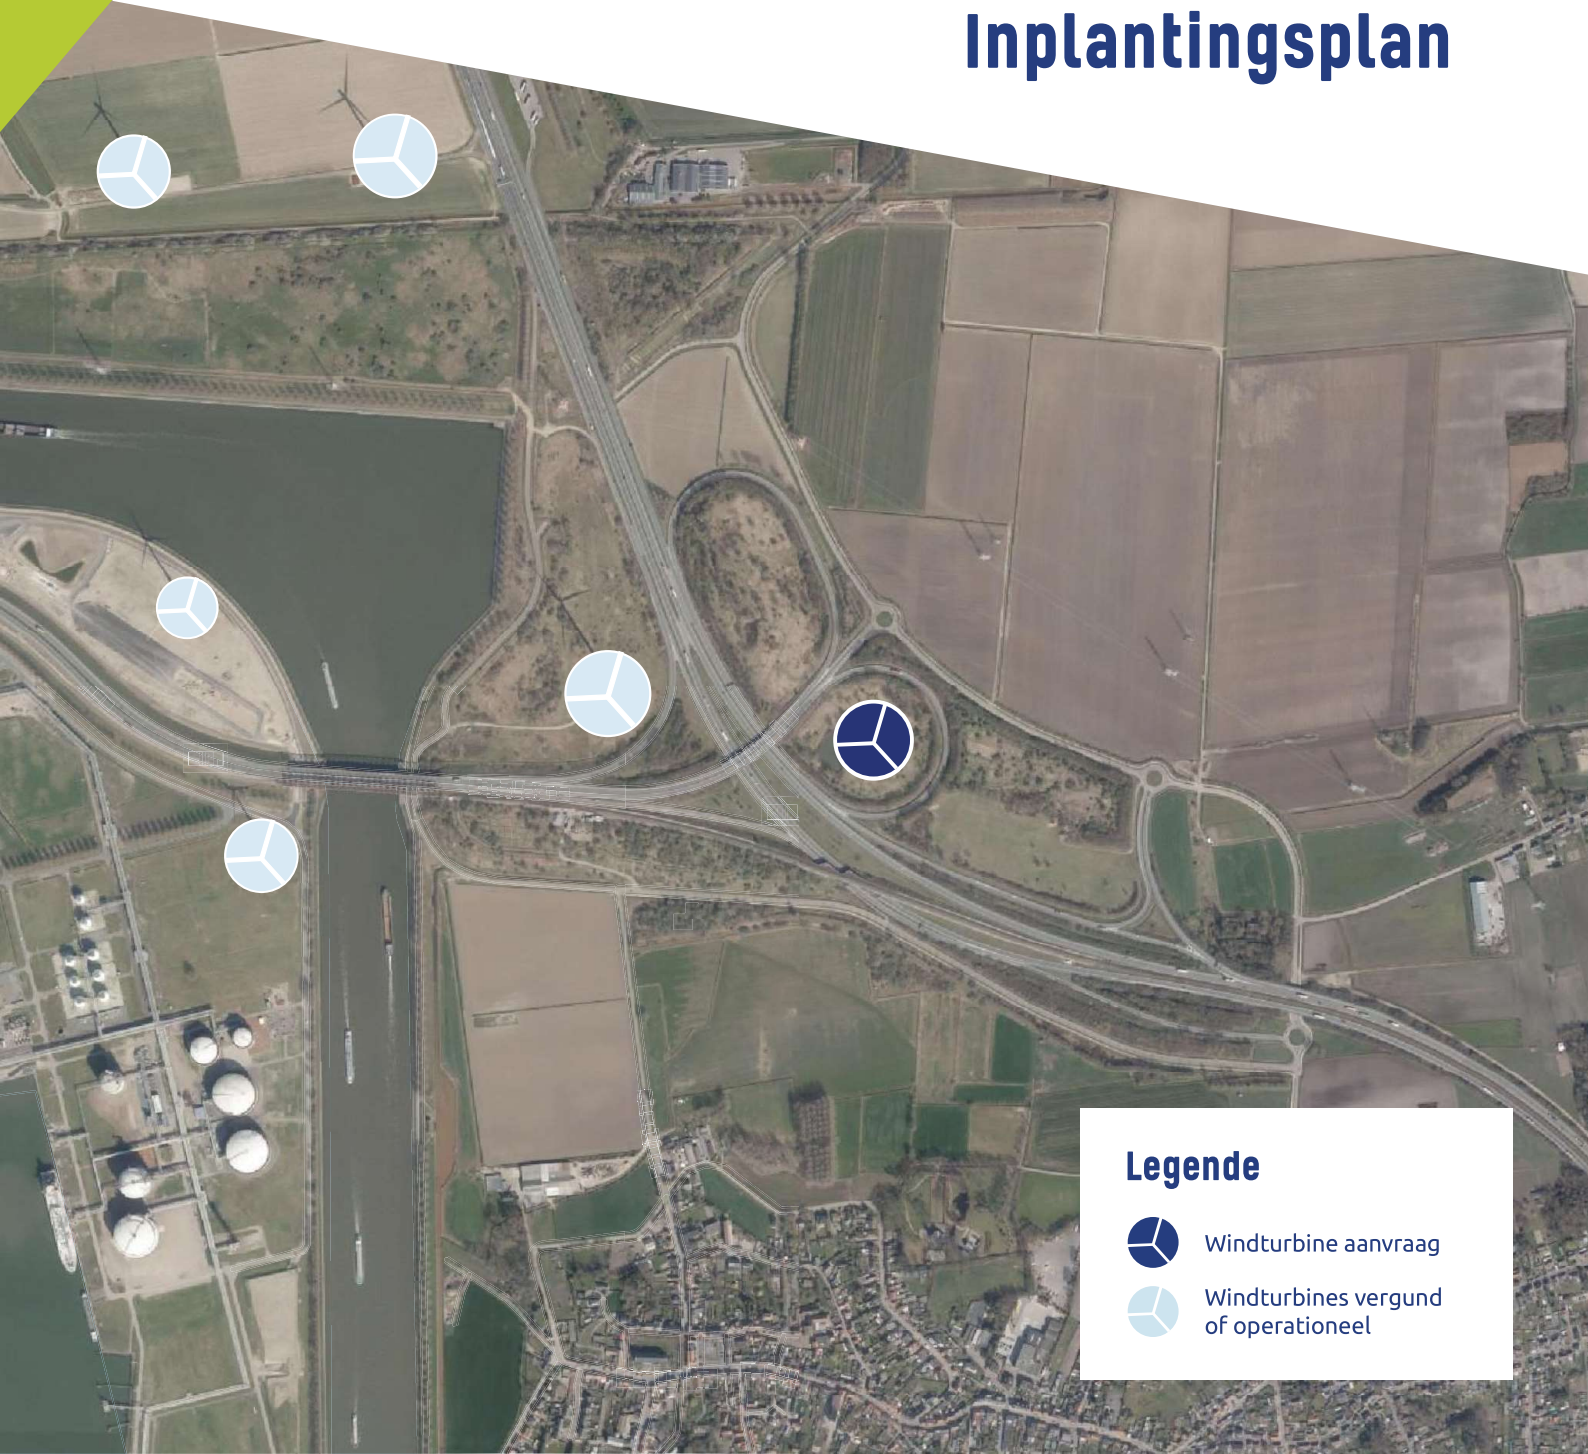 Inplantingsplan
Legende
Windturbine aanvraag
Windturbines vergund
of operationeel